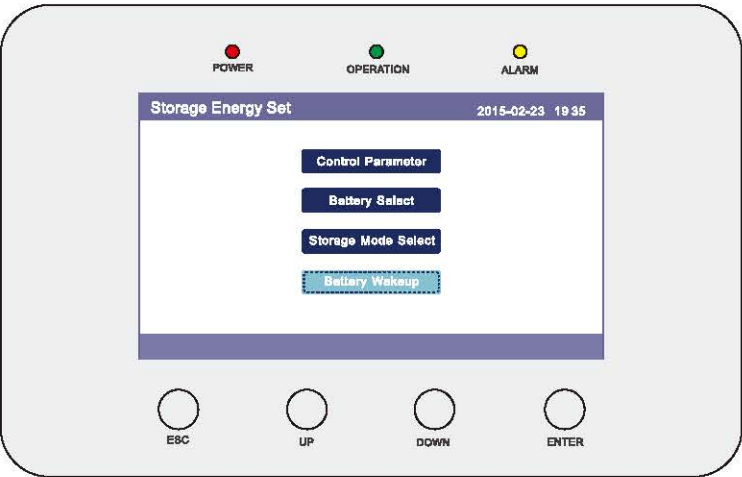 POWER OPERATION ALARM
Storage Energy Set 2015-02-23 19 35
Control Parameter
Battery Select
Storage Mode Select
Battery Wakeup
ESC UP DOWN ENTER